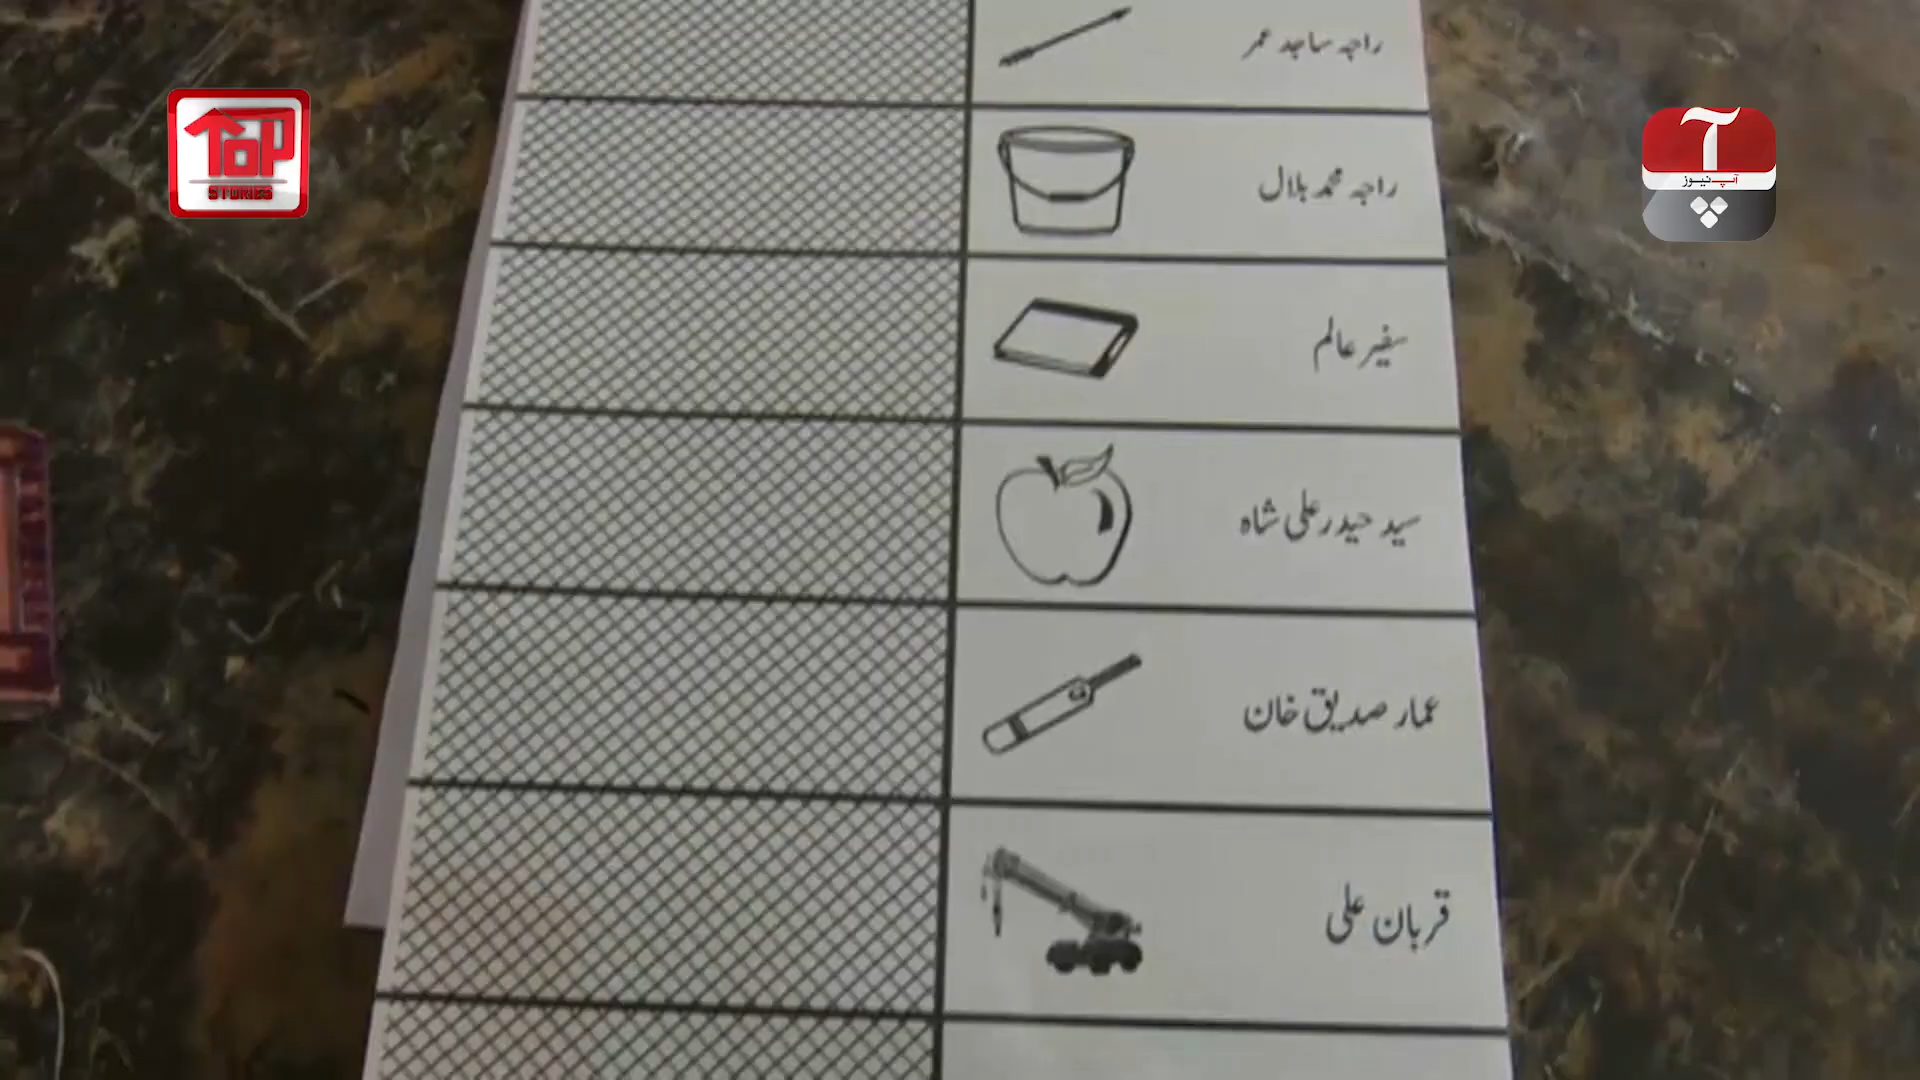 راجہ ساجد عمر
TOP
STORIES
آپ نیوز
راجہ محمد بلال
سفیر عالم
سید حیدر علی شاہ
عمار صدیق خان
قربان علی